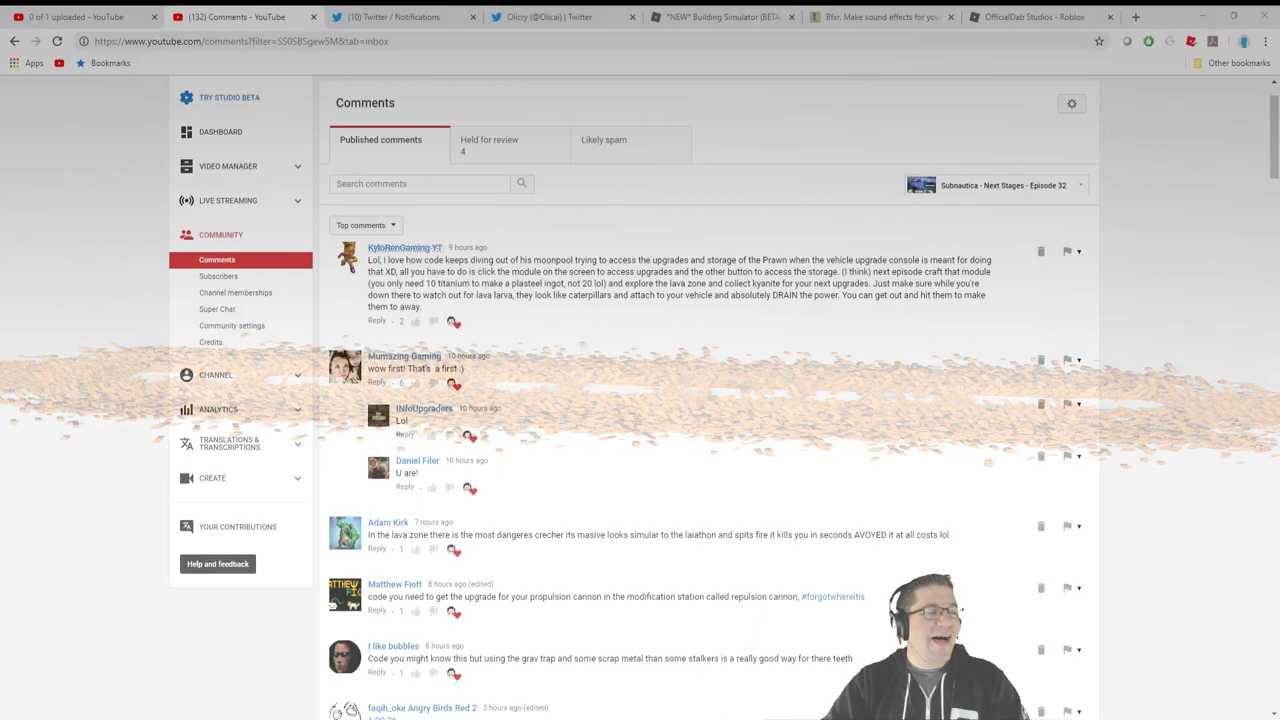 0 of 1 uploaded - YouTube
(132) Comments - YouTube
(10) Twitter / Notifications
Olicry (@Olicai) | Twitter
*NEW* Building Simulator (BETA
Bfxr. Make sound effects for you
OfficialDab Studios - Roblox
https://www.youtube.com/comments?filter=SS0SBSgew5M&tab=inbox
Apps
Bookmarks
Other bookmarks
TRY STUDIO BETA
DASHBOARD
VIDEO MANAGER
LIVE STREAMING
COMMUNITY
Comments
Subscribers
Channel memberships
Super Chat
Community settings
Credits
CHANNEL
ANALYTICS
TRANSLATIONS &
TRANSCRIPTIONS
CREATE
YOUR CONTRIBUTIONS
Help and feedback
Comments
Published comments
Held for review
4
Likely spam
Search comments
Subnautica - Next Stages - Episode 32
Top comments
KyloRenGaming-YT 9 hours ago
Lol, I love how code keeps diving out of his moonpool trying to access the upgrades and storage of the Prawn when the vehicle upgrade console is meant for doing
that XD, all you have to do is click the module on the screen to access upgrades and the other button to access the storage. (I think) next episode craft that module
(you only need 10 titanium to make a plasteel ingot, not 20 lol) and explore the lava zone and collect kyanite for your next upgrades. Just make sure while you're
down there to watch out for lava larva, they look like caterpillars and attach to your vehicle and absolutely DRAIN the power. You can get out and hit them to make
them to away.
Reply · 2
Mumazing Gaming 10 hours ago
wow first! That's a first :)
Reply · 6
INfoUpgraders 10 hours ago
Lol
Reply ·
Daniel Filer 10 hours ago
U are!
Reply ·
Adam Kirk 7 hours ago
In the lava zone there is the most dangeres crecher its masive looks simular to the laiathon and spits fire it kills you in seconds AVOYED it at all costs lol
Reply · 1
Matthew Fiott 8 hours ago (edited)
code you need to get the upgrade for your propulsion cannon in the modification station called repulsion cannon, #forgotwhereitis
Reply · 1
I like bubbles 8 hours ago
Code you might know this but using the grav trap and some scrap metal than some stalkers is a really good way for there teeth
Reply · 1
faqih_oke Angry Birds Red 2 3 hours ago (edited)